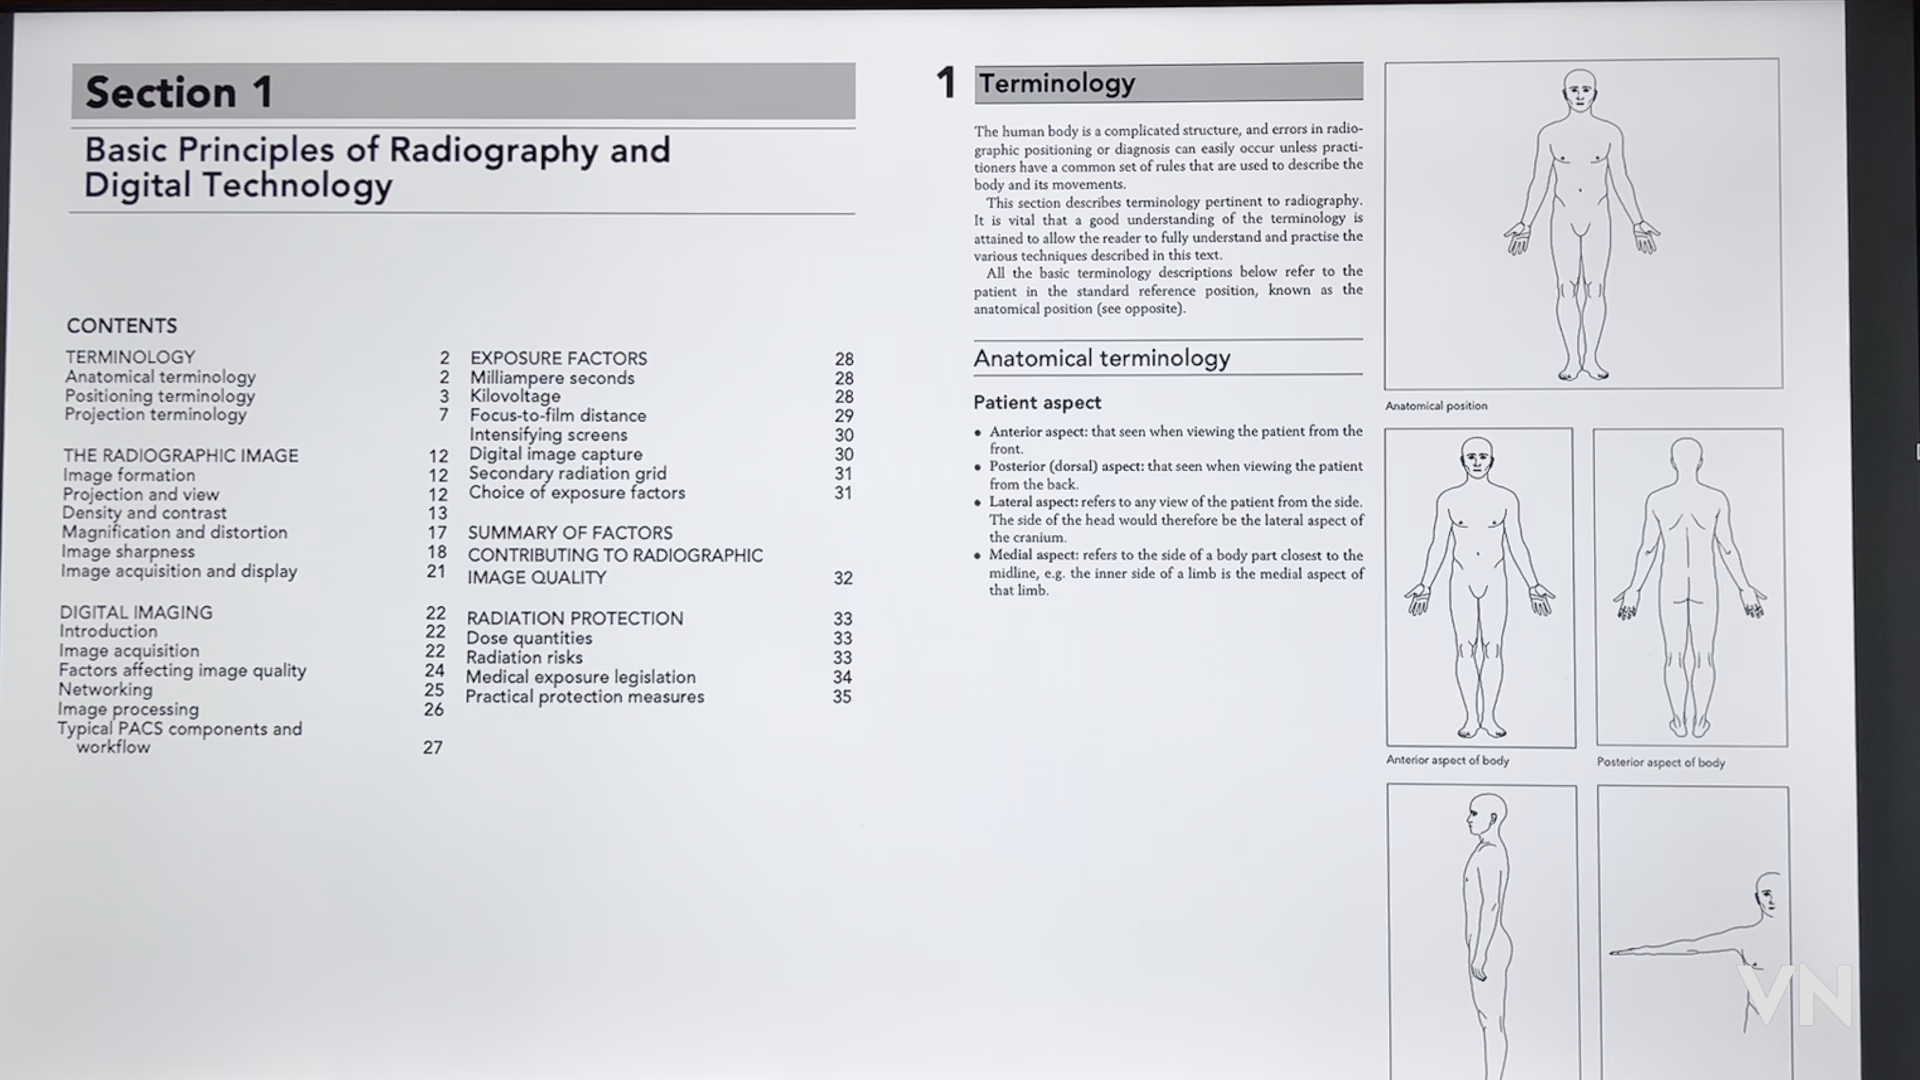 Section 1
Basic Principles of Radiography and
Digital Technology
CONTENTS
TERMINOLOGY 2
Anatomical terminology 2
Positioning terminology 3
Projection terminology 7
THE RADIOGRAPHIC IMAGE 12
Image formation 12
Projection and view 12
Density and contrast 13
Magnification and distortion 17
Image sharpness 18
Image acquisition and display 21
DIGITAL IMAGING 22
Introduction 22
Image acquisition 22
Factors affecting image quality 24
Networking 25
Image processing 26
Typical PACS components and
workflow 27
EXPOSURE FACTORS 28
Milliampere seconds 28
Kilovoltage 28
Focus-to-film distance 29
Intensifying screens 30
Digital image capture 30
Secondary radiation grid 31
Choice of exposure factors 31
SUMMARY OF FACTORS
CONTRIBUTING TO RADIOGRAPHIC
IMAGE QUALITY 32
RADIATION PROTECTION 33
Dose quantities 33
Radiation risks 33
Medical exposure legislation 34
Practical protection measures 35
1 Terminology
The human body is a complicated structure, and errors in radio-
graphic positioning or diagnosis can easily occur unless practi-
tioners have a common set of rules that are used to describe the
body and its movements.
This section describes terminology pertinent to radiography.
It is vital that a good understanding of the terminology is
attained to allow the reader to fully understand and practise the
various techniques described in this text.
All the basic terminology descriptions below refer to the
patient in the standard reference position, known as the
anatomical position (see opposite).
Anatomical terminology
Patient aspect
• Anterior aspect: that seen when viewing the patient from the
front.
• Posterior (dorsal) aspect: that seen when viewing the patient
from the back.
• Lateral aspect: refers to any view of the patient from the side.
The side of the head would therefore be the lateral aspect of
the cranium.
• Medial aspect: refers to the side of a body part closest to the
midline, e.g. the inner side of a limb is the medial aspect of
that limb.
Anatomical position
Anterior aspect of body
Posterior aspect of body
VN